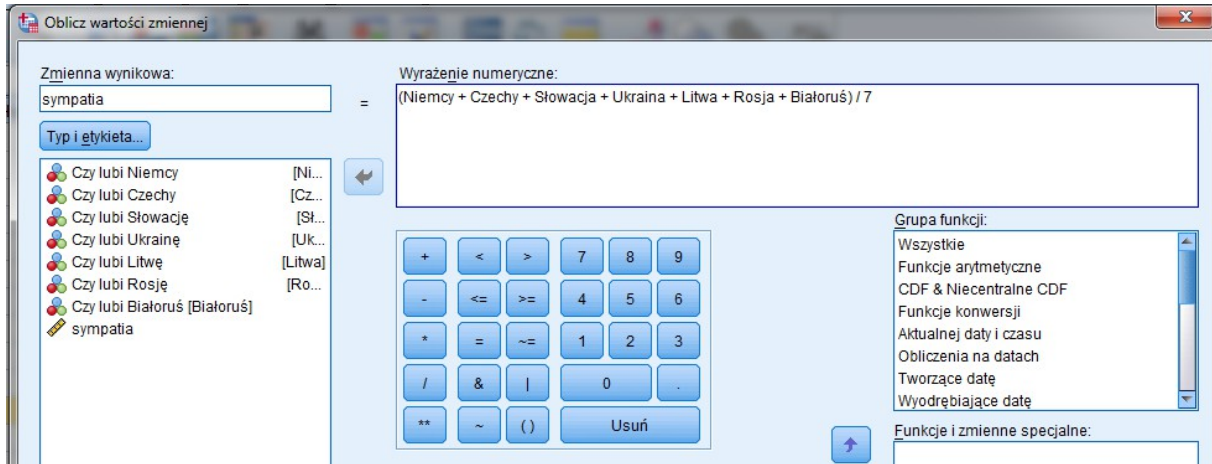 Oblicz wartości zmiennej
Zmienna wynikowa:
sympatia
=
Typ i etykieta...
Wyrażenie numeryczne:
(Niemcy + Czechy + Słowacja + Ukraina + Litwa + Rosja + Białoruś) / 7
Czy lubi Niemcy [Ni...
Czy lubi Czechy [Cz...
Czy lubi Słowację [Sł...
Czy lubi Ukrainę [Uk...
Czy lubi Litwę [Litwa]
Czy lubi Rosję [Ro...
Czy lubi Białoruś [Białoruś]
sympatia
+ < > 7 8 9
- <= >= 4 5 6
* = ~= 1 2 3
/ & | 0 .
** ~ ( ) Usuń
Grupa funkcji:
Wszystkie
Funkcje arytmetyczne
CDF & Niecentralne CDF
Funkcje konwersji
Aktualnej daty i czasu
Obliczenia na datach
Tworzące datę
Wyodrębiające datę
Funkcje i zmienne specjalne: